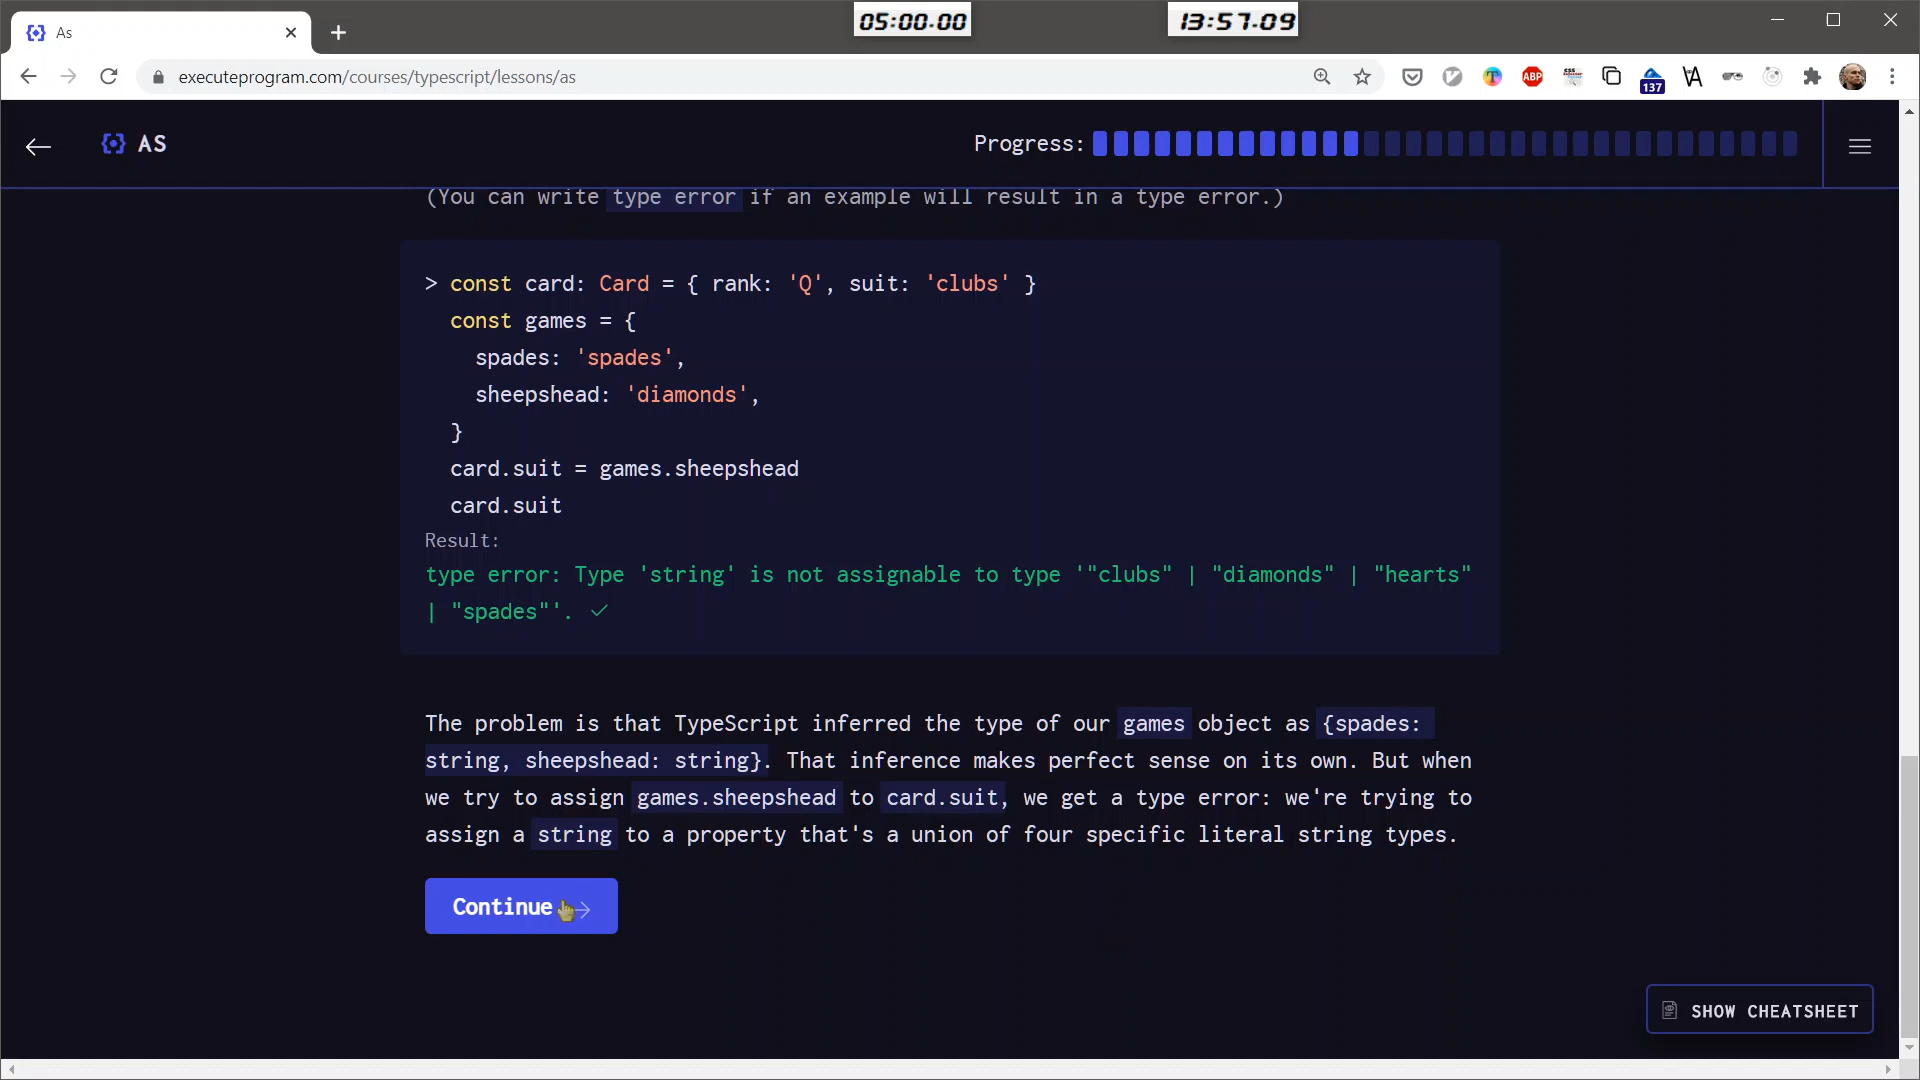 As
05:00.00
13:57.09
executeprogram.com/courses/typescript/lessons/as
ABP
137
AS
Progress:
(You can write type error if an example will result in a type error.)
> const card: Card = { rank: 'Q', suit: 'clubs' }
const games = {
spades: 'spades',
sheepshead: 'diamonds',
}
card.suit = games.sheepshead
card.suit
Result:
type error: Type 'string' is not assignable to type '"clubs" | "diamonds" | "hearts"
| "spades"'. ✓
The problem is that TypeScript inferred the type of our games object as {spades:
string, sheepshead: string}. That inference makes perfect sense on its own. But when
we try to assign games.sheepshead to card.suit, we get a type error: we're trying to
assign a string to a property that's a union of four specific literal string types.
Continue →
SHOW CHEATSHEET